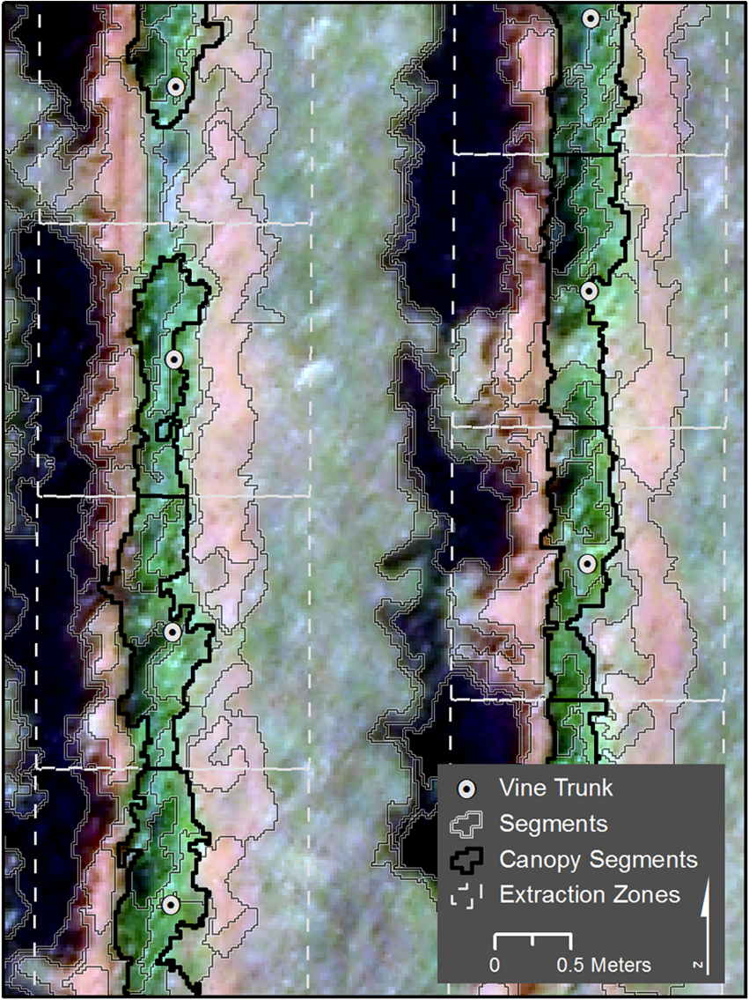 Vine Trunk
Segments
Canopy Segments
Extraction Zones
0 0.5 Meters
N